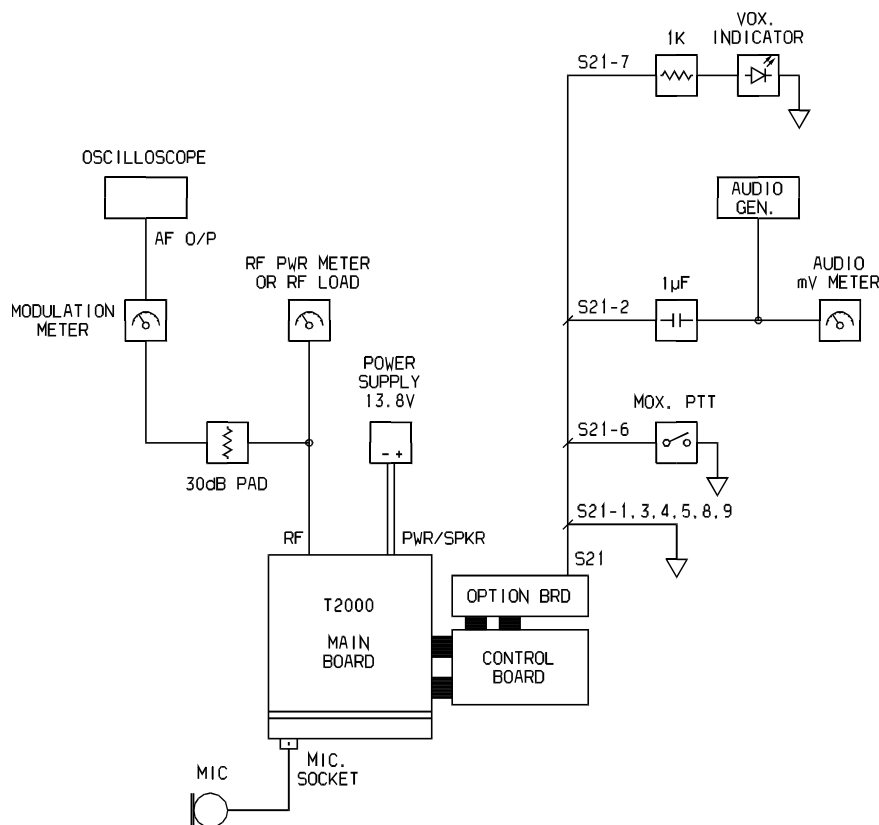 VOX.
INDICATOR
1K
S21-7
OSCILLOSCOPE
AF O/P
AUDIO
GEN.
RF PWR METER
OR RF LOAD
MODULATION
METER
1µF
AUDIO
mV METER
S21-2
POWER
SUPPLY
13.8V
- +
MOX. PTT
S21-6
30dB PAD
S21-1,3,4,5,8,9
RF
PWR/SPKR
S21
OPTION BRD
T2000
MAIN
BOARD
CONTROL
BOARD
MIC.
SOCKET
MIC